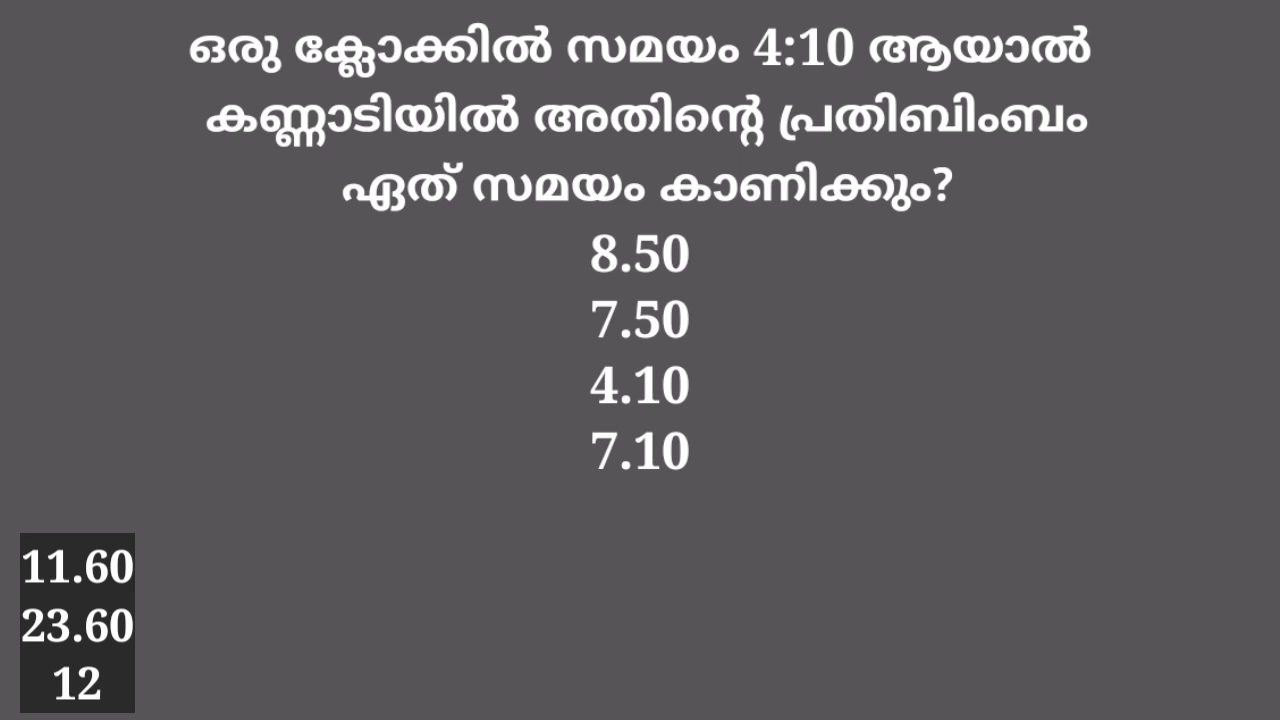 ഒരു ക്ലോക്കിൽ സമയം 4:10 ആയാൽ
കണ്ണാടിയിൽ അതിന്റെ പ്രതിബിംബം
ഏത് സമയം കാണിക്കും?
8.50
7.50
4.10
7.10
11.60
23.60
12